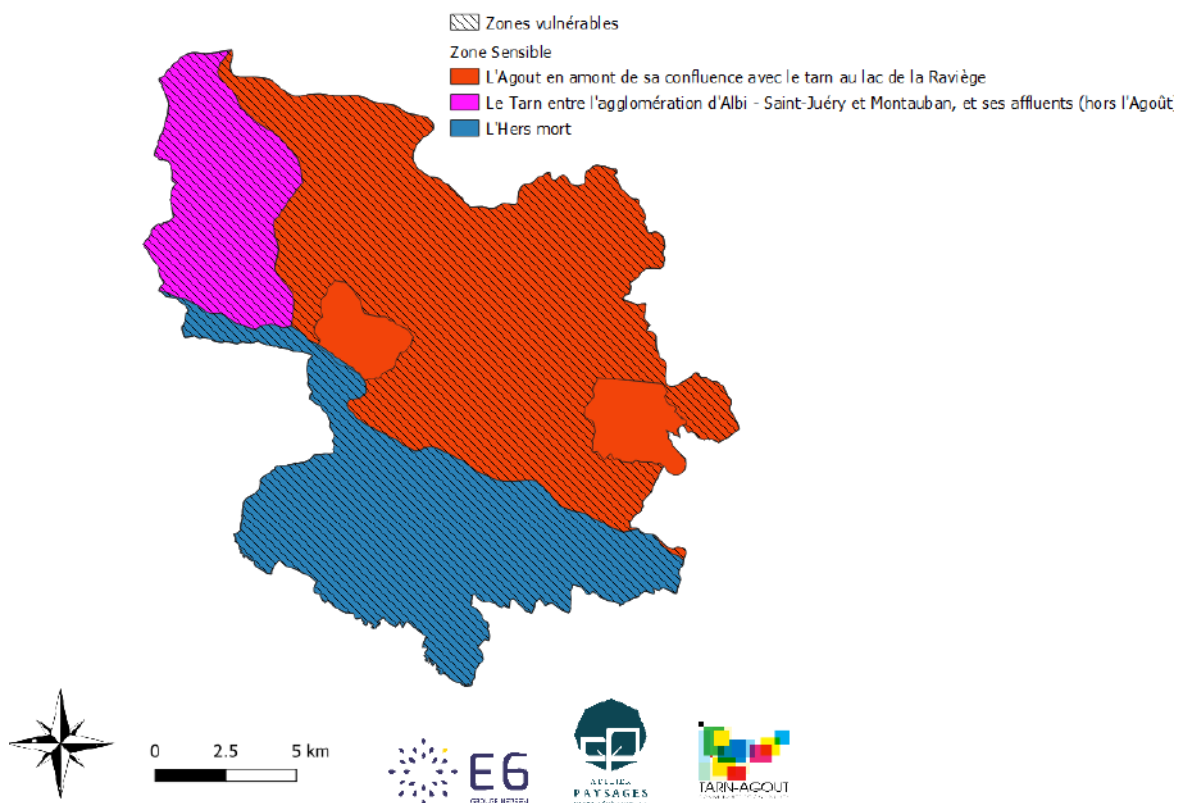 Zones vulnérables
Zone Sensible
L'Agout en amont de sa confluence avec le tarn au lac de la Raviège
Le Tarn entre l'agglomération d'Albi - Saint-Juéry et Montauban, et ses affluents (hors l'Agoût
L'Hers mort
0 2.5 5 km
E6
ATELIER
PAYSAGES
TARN-AGOUT